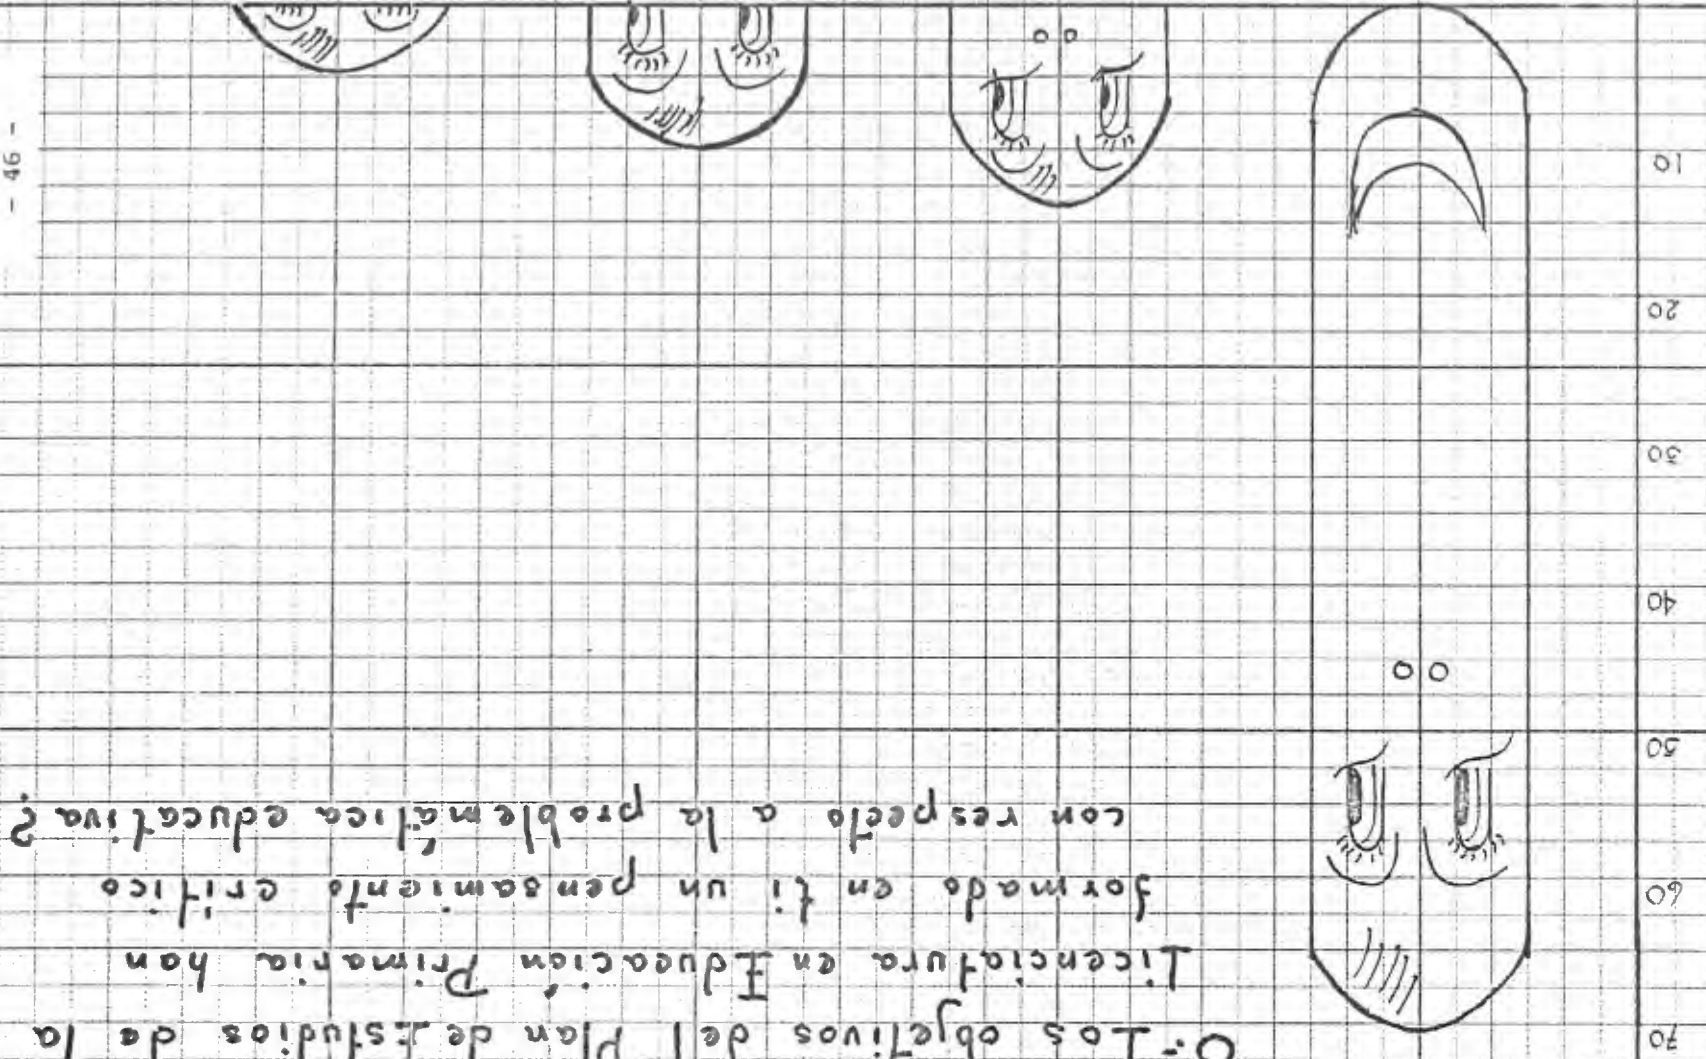 Los objetivos del Plan de Estudios de la
Licenciatura en Educación Primaria han
formado en ti un pensamiento crítico
con respecto a la problemática educativa?
70
60
50
40
30
20
10
- 46 -